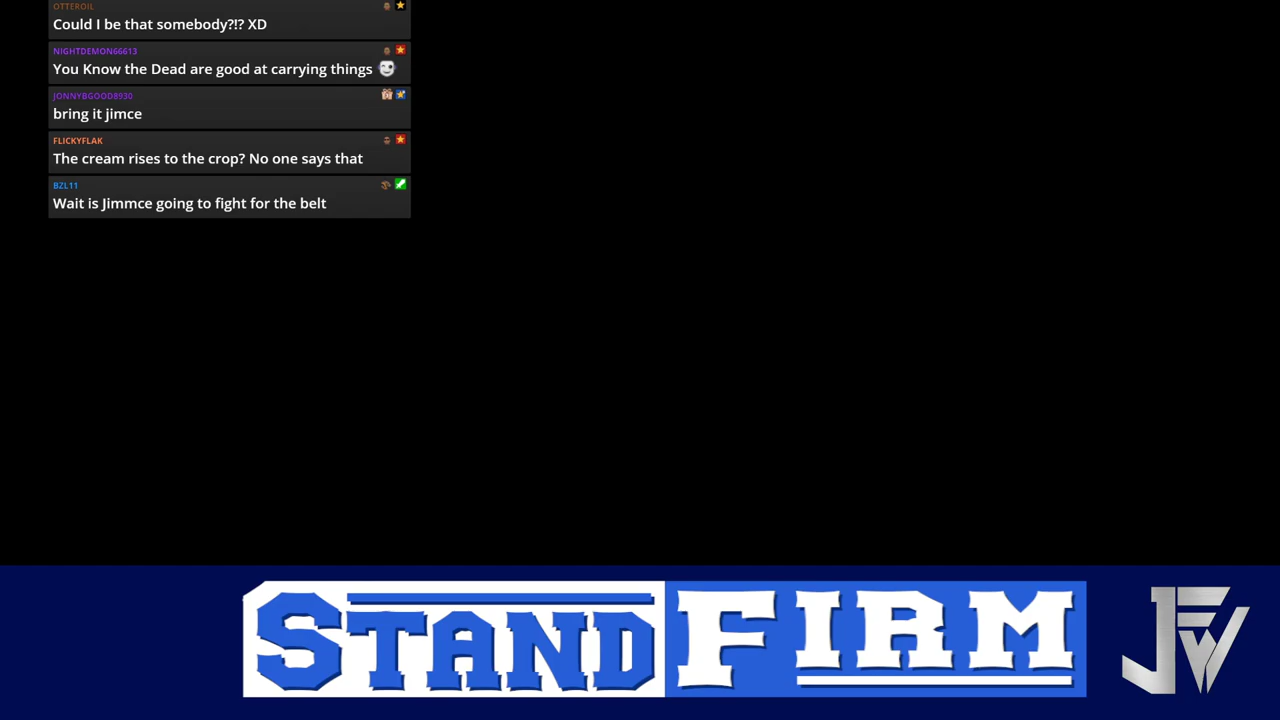 OTTEROIL
Could I be that somebody?!? XD
NIGHTDEMON66613
You Know the Dead are good at carrying things
JONNYBGOOD8930
bring it jimce
FLICKYFLAK
The cream rises to the crop? No one says that
BZL11
Wait is Jimmce going to fight for the belt
STAND FIRM
JFW